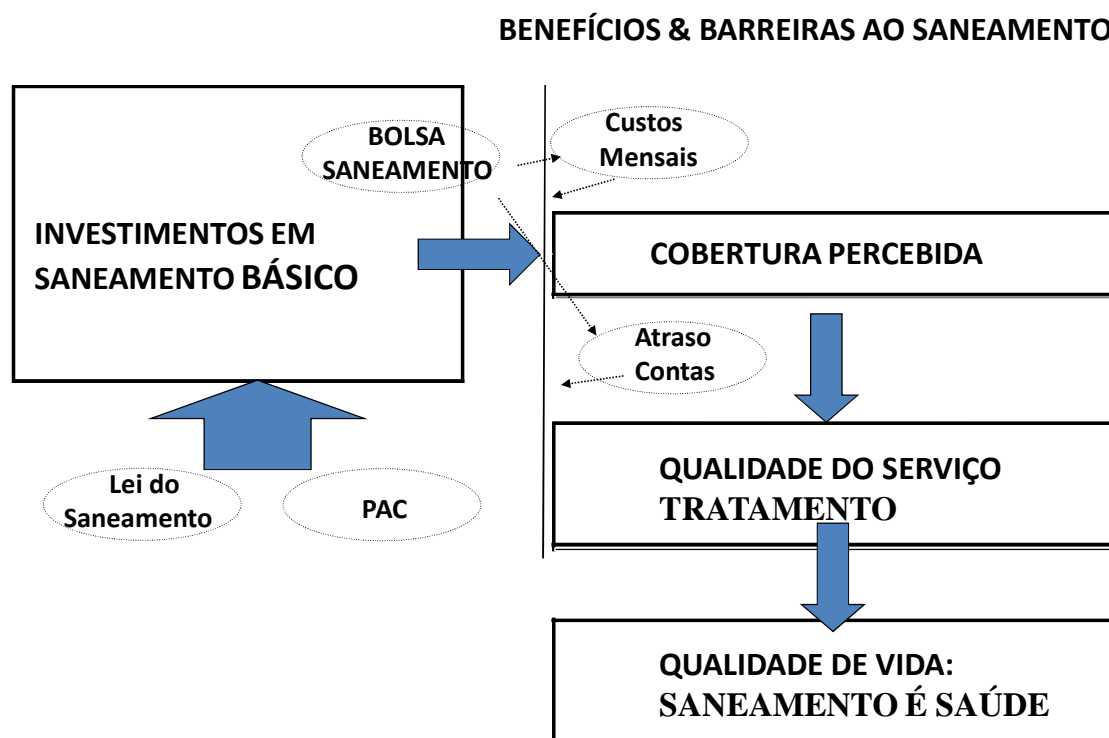 BENEFÍCIOS & BARREIRAS AO SANEAMENTO
BOLSA
SANEAMENTO
Custos
Mensais
INVESTIMENTOS EM
SANEAMENTO BÁSICO
COBERTURA PERCEBIDA
Atraso
Contas
Lei do
Saneamento
PAC
QUALIDADE DO SERVIÇO
TRATAMENTO
QUALIDADE DE VIDA:
SANEAMENTO É SAÚDE